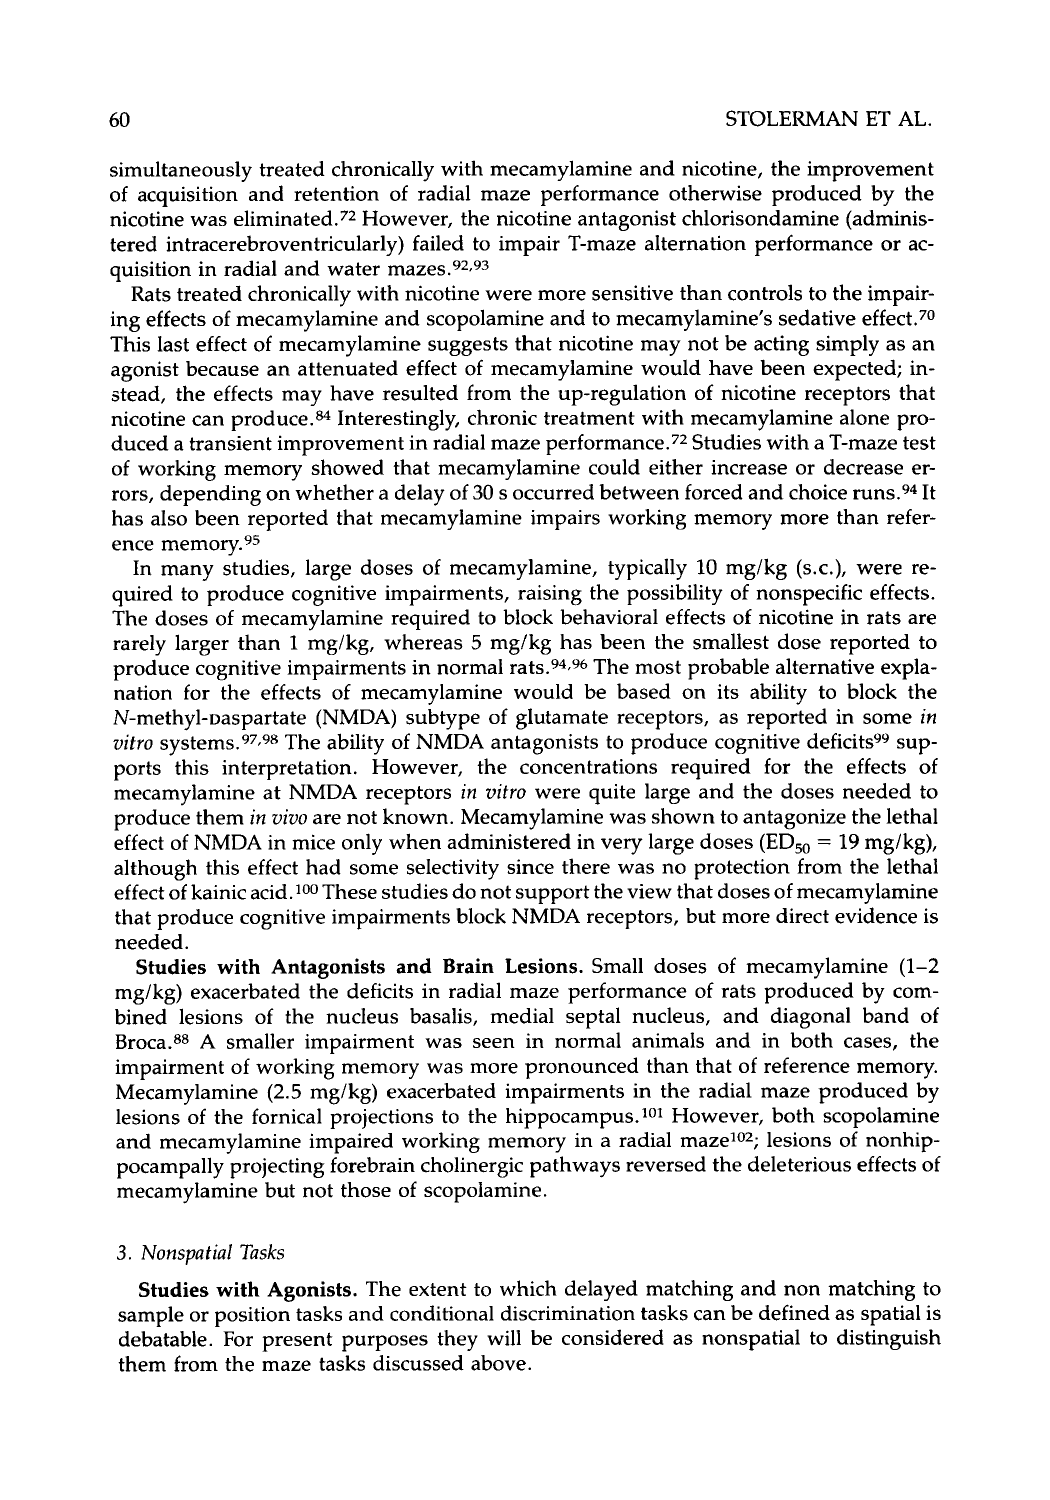 60 STOLERMAN ET AL.
simultaneously treated chronically with mecamylamine and nicotine, the improvement
of acquisition and retention of radial maze performance otherwise produced by the
nicotine was eliminated.72 However, the nicotine antagonist chlorisondamine (adminis-
tered intracerebroventricularly) failed to impair T-maze alternation performance or ac-
quisition in radial and water mazes.92,93
Rats treated chronically with nicotine were more sensitive than controls to the impair-
ing effects of mecamylamine and scopolamine and to mecamylamine's sedative effect.70
This last effect of mecamylamine suggests that nicotine may not be acting simply as an
agonist because an attenuated effect of mecamylamine would have been expected; in-
stead, the effects may have resulted from the up-regulation of nicotine receptors that
nicotine can produce.84 Interestingly, chronic treatment with mecamylamine alone pro-
duced a transient improvement in radial maze performance.72 Studies with a T-maze test
of working memory showed that mecamylamine could either increase or decrease er-
rors, depending on whether a delay of 30 s occurred between forced and choice runs.94 It
has also been reported that mecamylamine impairs working memory more than refer-
ence memory.95
In many studies, large doses of mecamylamine, typically 10 mg/kg (s.c.), were re-
quired to produce cognitive impairments, raising the possibility of nonspecific effects.
The doses of mecamylamine required to block behavioral effects of nicotine in rats are
rarely larger than 1 mg/kg, whereas 5 mg/kg has been the smallest dose reported to
produce cognitive impairments in normal rats.94,96 The most probable alternative expla-
nation for the effects of mecamylamine would be based on its ability to block the
N-methyl-Daspartate (NMDA) subtype of glutamate receptors, as reported in some in
vitro systems.97,98 The ability of NMDA antagonists to produce cognitive deficits99 sup-
ports this interpretation. However, the concentrations required for the effects of
mecamylamine at NMDA receptors in vitro were quite large and the doses needed to
produce them in vivo are not known. Mecamylamine was shown to antagonize the lethal
effect of NMDA in mice only when administered in very large doses (ED50 = 19 mg/kg),
although this effect had some selectivity since there was no protection from the lethal
effect of kainic acid.100 These studies do not support the view that doses of mecamylamine
that produce cognitive impairments block NMDA receptors, but more direct evidence is
needed.
Studies with Antagonists and Brain Lesions. Small doses of mecamylamine (1–2
mg/kg) exacerbated the deficits in radial maze performance of rats produced by com-
bined lesions of the nucleus basalis, medial septal nucleus, and diagonal band of
Broca.88 A smaller impairment was seen in normal animals and in both cases, the
impairment of working memory was more pronounced than that of reference memory.
Mecamylamine (2.5 mg/kg) exacerbated impairments in the radial maze produced by
lesions of the fornical projections to the hippocampus.101 However, both scopolamine
and mecamylamine impaired working memory in a radial maze102; lesions of nonhip-
pocampally projecting forebrain cholinergic pathways reversed the deleterious effects of
mecamylamine but not those of scopolamine.
3. Nonspatial Tasks
Studies with Agonists. The extent to which delayed matching and non matching to
sample or position tasks and conditional discrimination tasks can be defined as spatial is
debatable. For present purposes they will be considered as nonspatial to distinguish
them from the maze tasks discussed above.